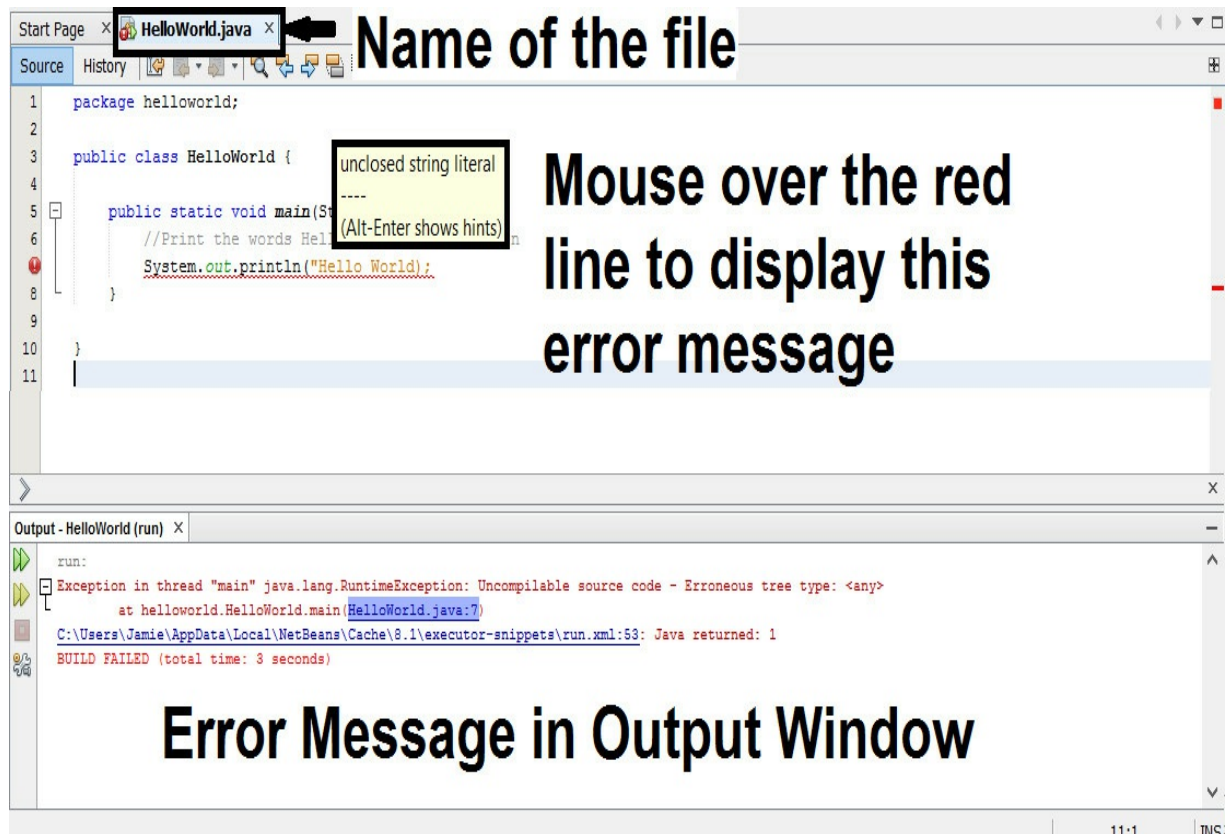 Start Page
HelloWorld.java
Name of the file
Source History
1 package helloworld;
2
3 public class HelloWorld {
4
5 public static void main(St
6 //Print the words Hel n
System.out.println("Hello World);
8 }
9
10 }
11
unclosed string literal
----
(Alt-Enter shows hints)
Mouse over the red
line to display this
error message
Output - HelloWorld (run)
run:
Exception in thread "main" java.lang.RuntimeException: Uncompilable source code - Erroneous tree type: <any>
at helloworld.HelloWorld.main(HelloWorld.java:7)
C:\Users\Jamie\AppData\Local\NetBeans\Cache\8.1\executor-snippets\run.xml:53: Java returned: 1
BUILD FAILED (total time: 3 seconds)
Error Message in Output Window
11:1 INS